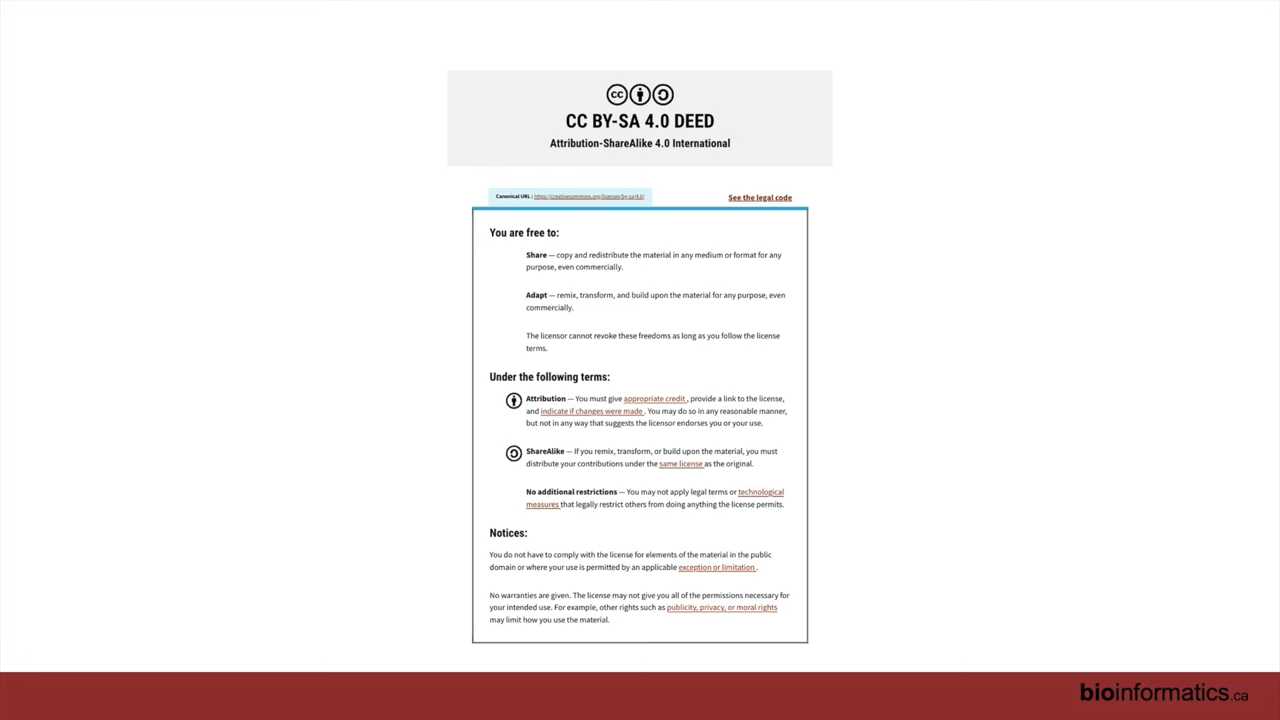 CC BY-SA 4.0 DEED
Attribution-ShareAlike 4.0 International
Canonical URL : https://creativecommons.org/licenses/by-sa/4.0/
See the legal code
You are free to:
Share — copy and redistribute the material in any medium or format for any
purpose, even commercially.
Adapt — remix, transform, and build upon the material for any purpose, even
commercially.
The licensor cannot revoke these freedoms as long as you follow the license
terms.
Under the following terms:
Attribution — You must give appropriate credit , provide a link to the license,
and indicate if changes were made . You may do so in any reasonable manner,
but not in any way that suggests the licensor endorses you or your use.
ShareAlike — If you remix, transform, or build upon the material, you must
distribute your contributions under the same license as the original.
No additional restrictions — You may not apply legal terms or technological
measures that legally restrict others from doing anything the license permits.
Notices:
You do not have to comply with the license for elements of the material in the public
domain or where your use is permitted by an applicable exception or limitation .
No warranties are given. The license may not give you all of the permissions necessary for
your intended use. For example, other rights such as publicity, privacy, or moral rights
may limit how you use the material.
bioinformatics.ca